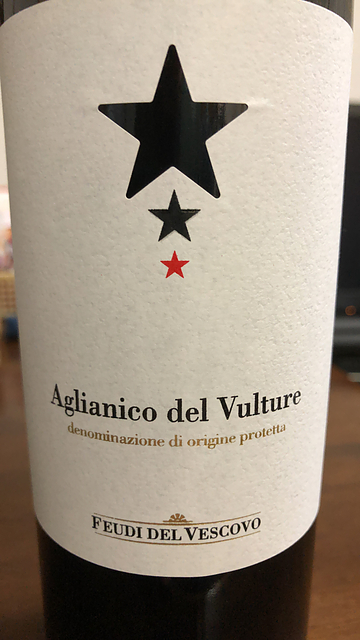 Aglianico del Vulture
denominazione di origine protetta
FEUDI DEL VESCOVO